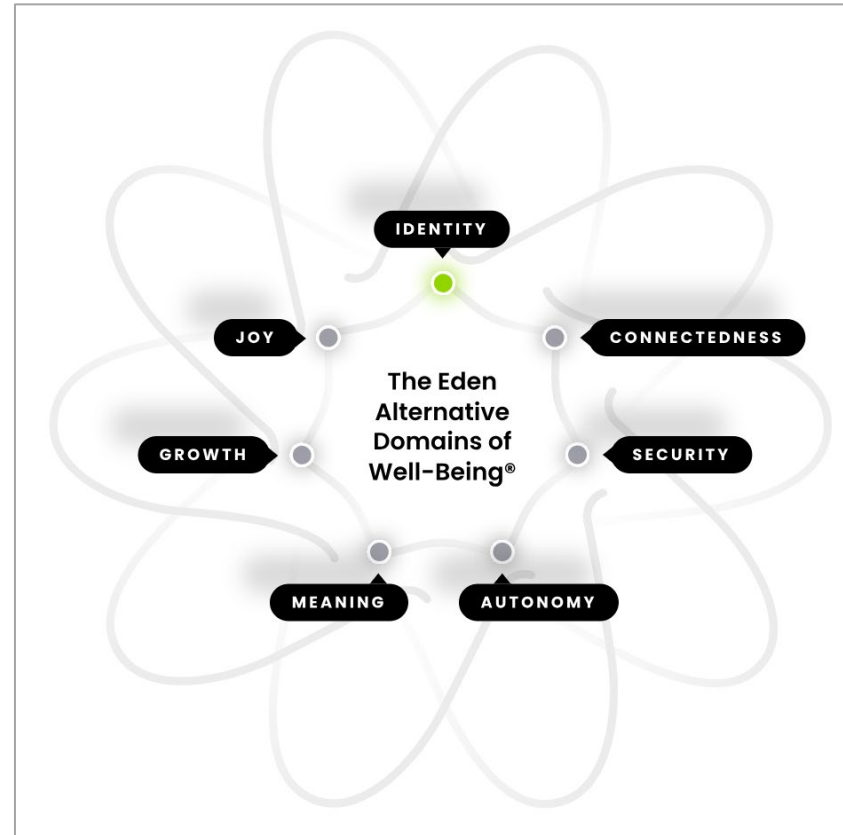 IDENTITY
JOY
CONNECTEDNESS
The Eden
Alternative
Domains of
Well-Being®
GROWTH
SECURITY
MEANING
AUTONOMY